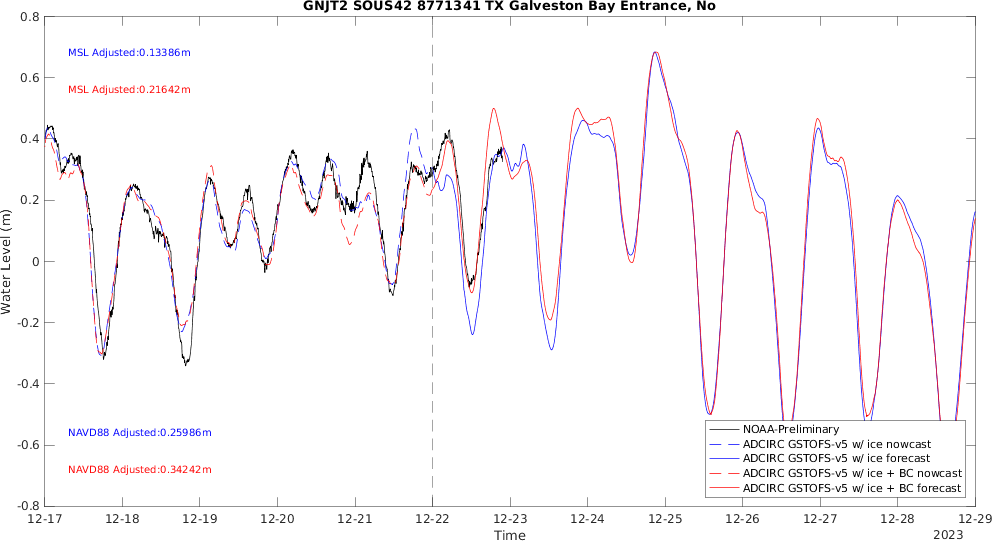 GNJT2 SOUS42 8771341 TX Galveston Bay Entrance, No
0.8
0.6
0.4
0.2
0
-0.2
-0.4
-0.6
-0.8
Water Level (m)
MSL Adjusted:0.13386m
MSL Adjusted:0.21642m
NAVD88 Adjusted:0.25986m
NAVD88 Adjusted:0.34242m
NOAA-Preliminary
ADCIRC GSTOFS-v5 w/ ice nowcast
ADCIRC GSTOFS-v5 w/ ice forecast
ADCIRC GSTOFS-v5 w/ ice + BC nowcast
ADCIRC GSTOFS-v5 w/ ice + BC forecast
12-17 12-18 12-19 12-20 12-21 12-22 12-23 12-24 12-25 12-26 12-27 12-28 12-29
Time
2023